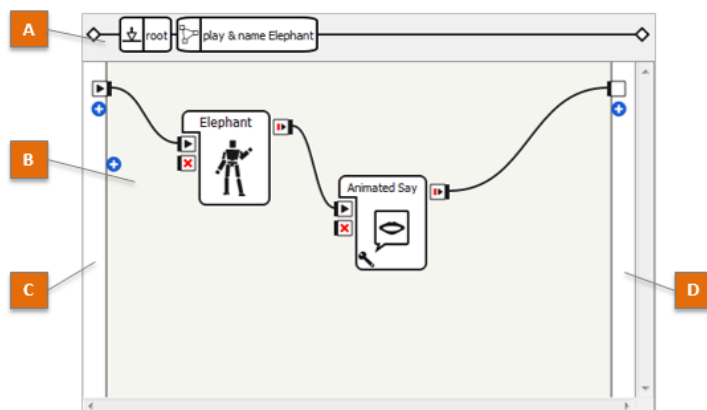 A
root
play & name Elephant
B
Elephant
Animated Say
C
D